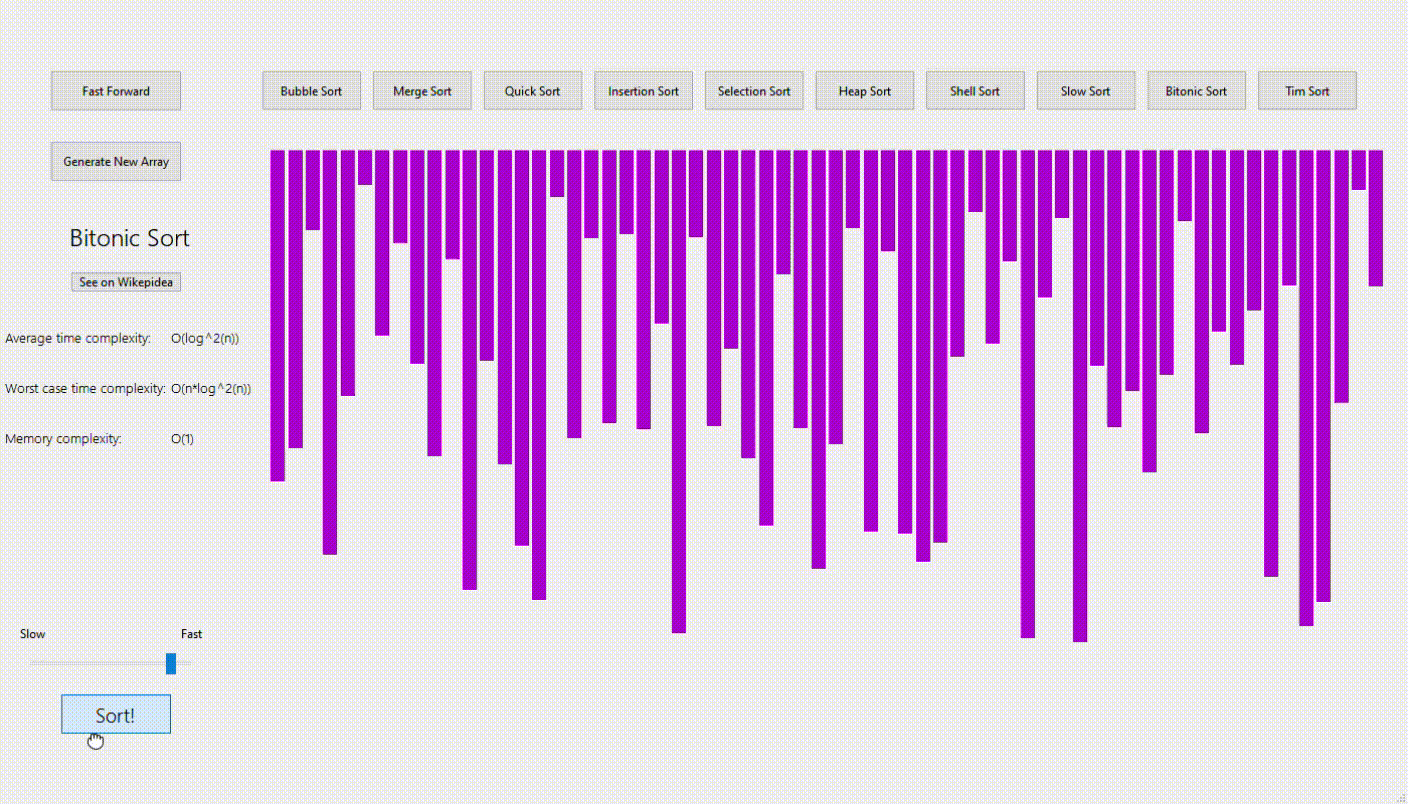 Fast Forward
Bubble Sort
Merge Sort
Quick Sort
Insertion Sort
Selection Sort
Heap Sort
Shell Sort
Slow Sort
Bitonic Sort
Tim Sort
Generate New Array
Bitonic Sort
See on Wikepidea
Average time complexity: O(log^2(n))
Worst case time complexity: O(n*log^2(n))
Memory complexity: O(1)
Slow Fast
Sort!